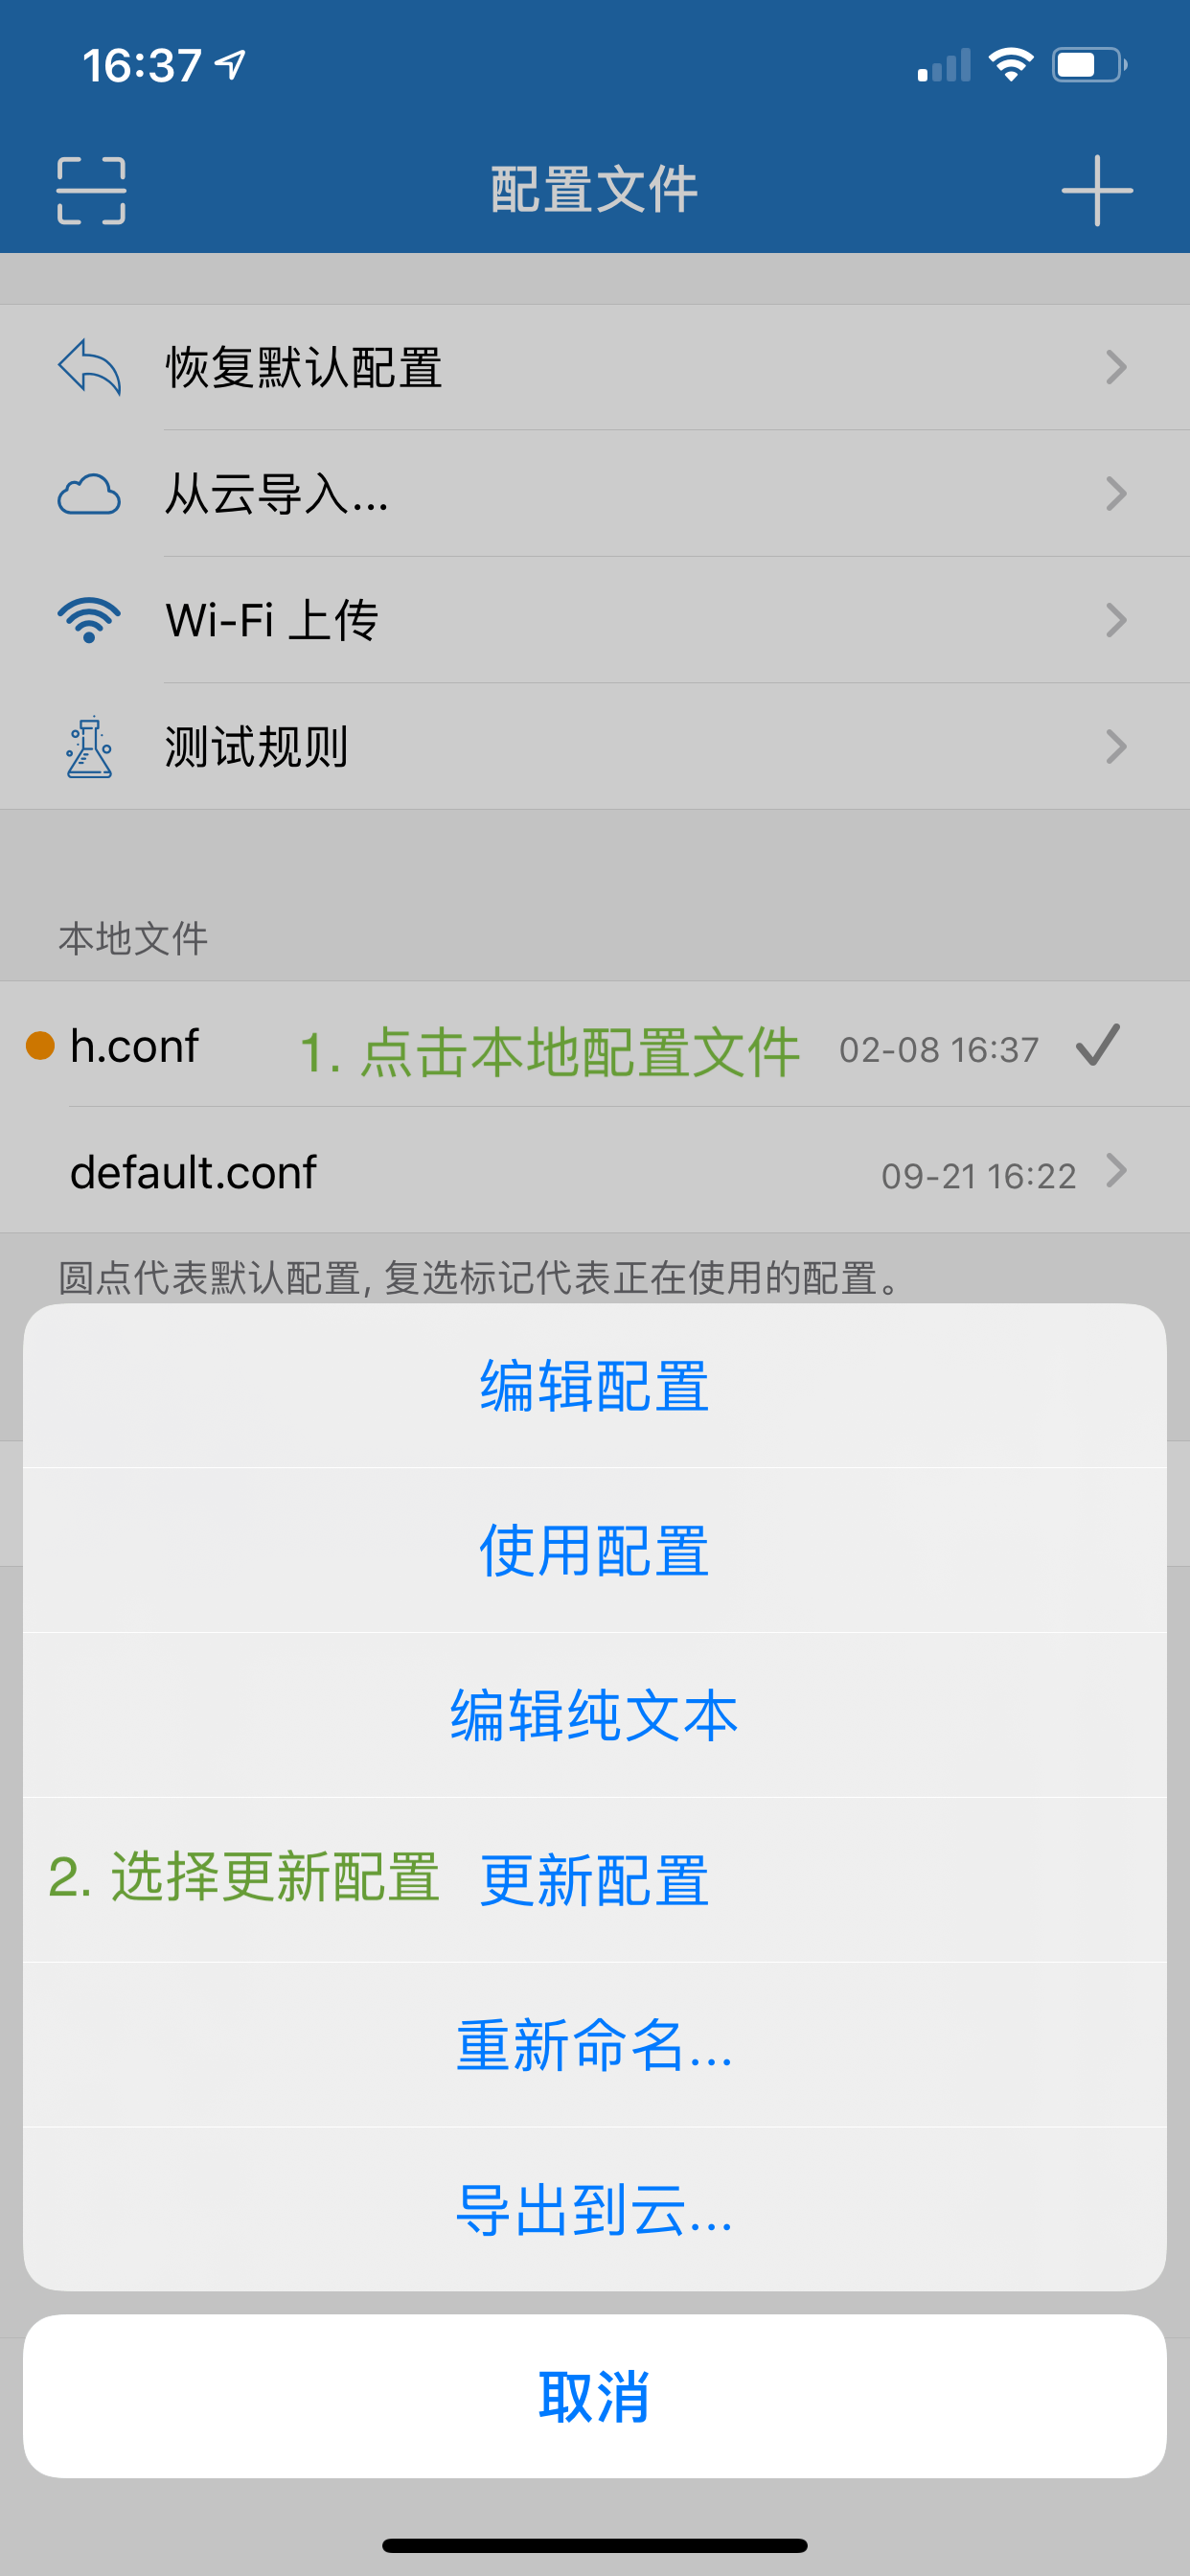 16:37
配置文件
恢复默认配置
从云导入...
Wi-Fi 上传
测试规则
本地文件
h.conf 1. 点击本地配置文件 02-08 16:37
default.conf 09-21 16:22
圆点代表默认配置, 复选标记代表正在使用的配置。
编辑配置
使用配置
编辑纯文本
2. 选择更新配置 更新配置
重新命名...
导出到云...
取消